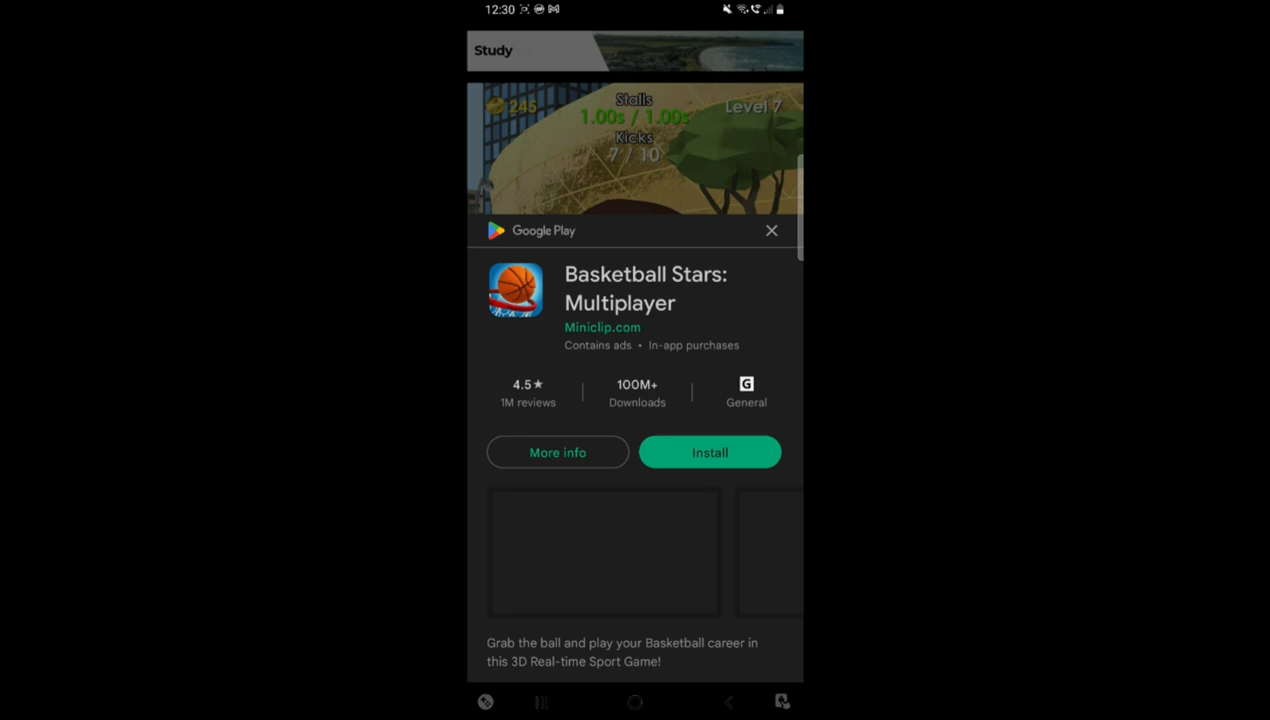 12:30
Study
245
Stalls
Level 7
1.00s / 1.00s
Kicks
7 / 10
Google Play
Basketball Stars:
Multiplayer
Miniclip.com
Contains ads • In-app purchases
4.5★
100M+
G
1M reviews
Downloads
General
More info
Install
Grab the ball and play your Basketball career in
this 3D Real-time Sport Game!